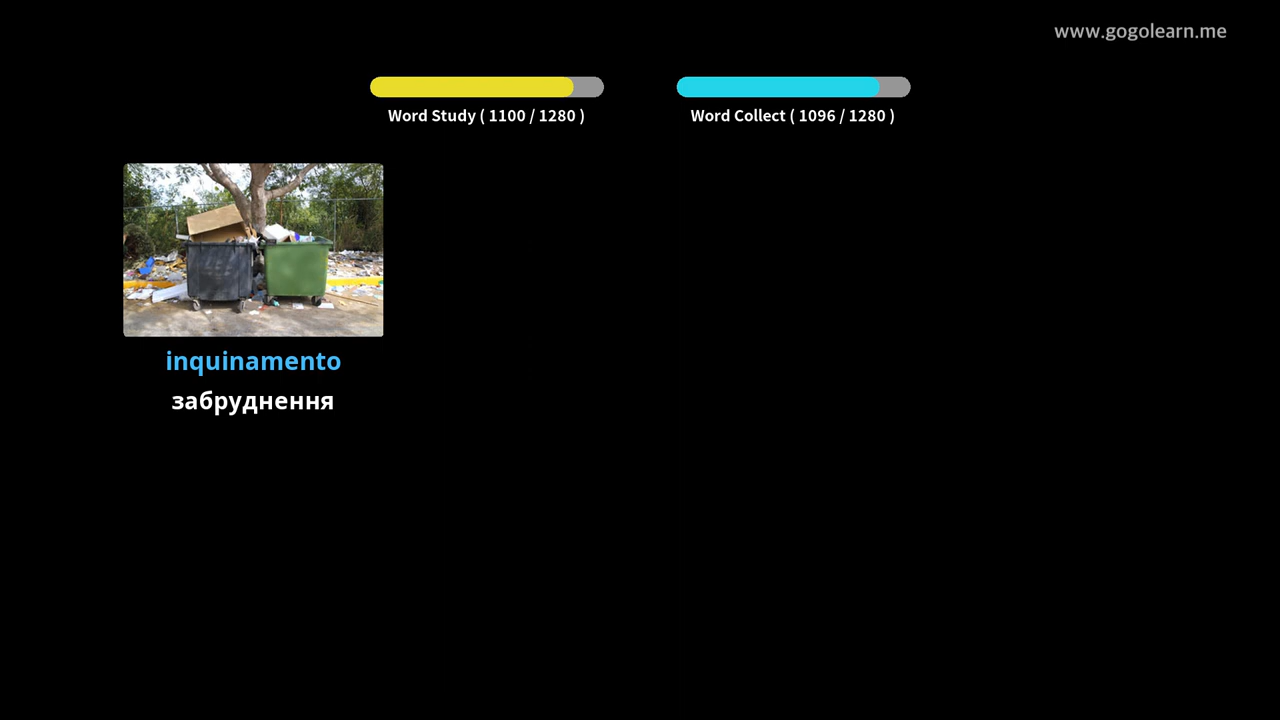 www.gogolearn.me
Word Study ( 1100 / 1280 )
Word Collect ( 1096 / 1280 )
inquinamento
забруднення